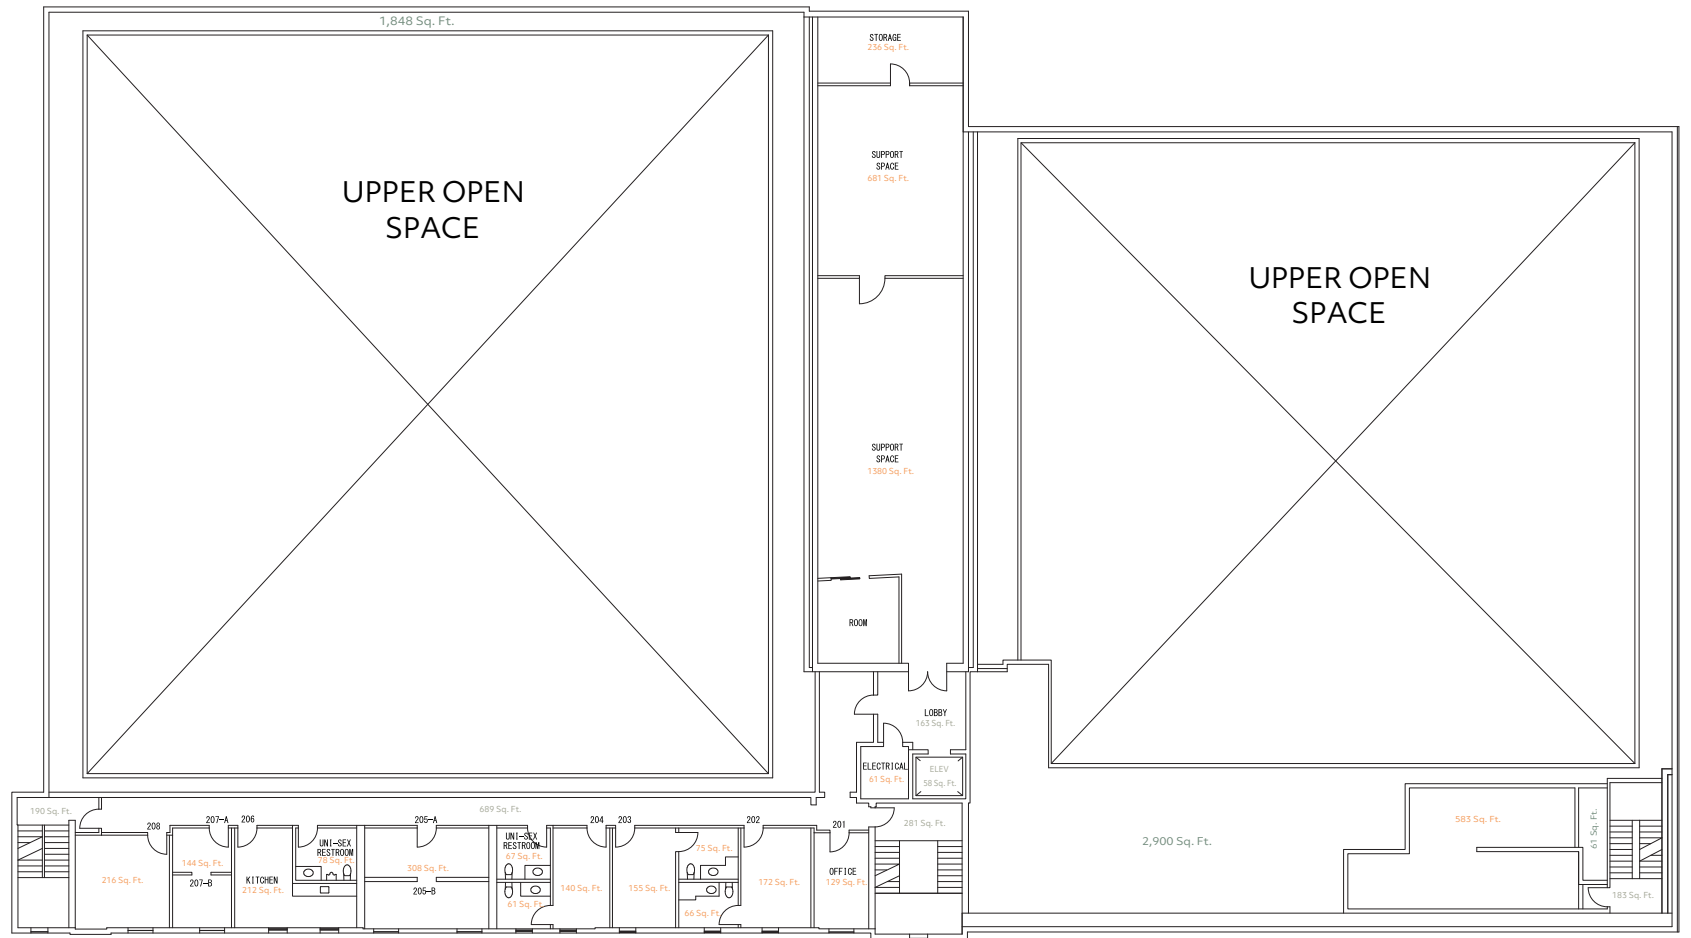 1,848 Sq. Ft.
STORAGE
236 Sq. Ft.
SUPPORT
SPACE
681 Sq. Ft.
UPPER OPEN
SPACE
UPPER OPEN
SPACE
SUPPORT
SPACE
1380 Sq. Ft.
ROOM
LOBBY
163 Sq. Ft.
ELECTRICAL
61 Sq. Ft.
ELEV
58 Sq. Ft.
190 Sq. Ft.
689 Sq. Ft.
281 Sq. Ft.
2,900 Sq. Ft.
583 Sq. Ft.
61 Sq. Ft.
183 Sq. Ft.
208
207-A
206
205-A
204
203
202
201
UNI-SEX
RESTROOM
78 Sq. Ft.
UNI-SEX
RESTROOM
67 Sq. Ft.
75 Sq. Ft.
144 Sq. Ft.
207-B
216 Sq. Ft.
KITCHEN
212 Sq. Ft.
308 Sq. Ft.
205-B
61 Sq. Ft.
140 Sq. Ft.
155 Sq. Ft.
66 Sq. Ft.
172 Sq. Ft.
OFFICE
129 Sq. Ft.